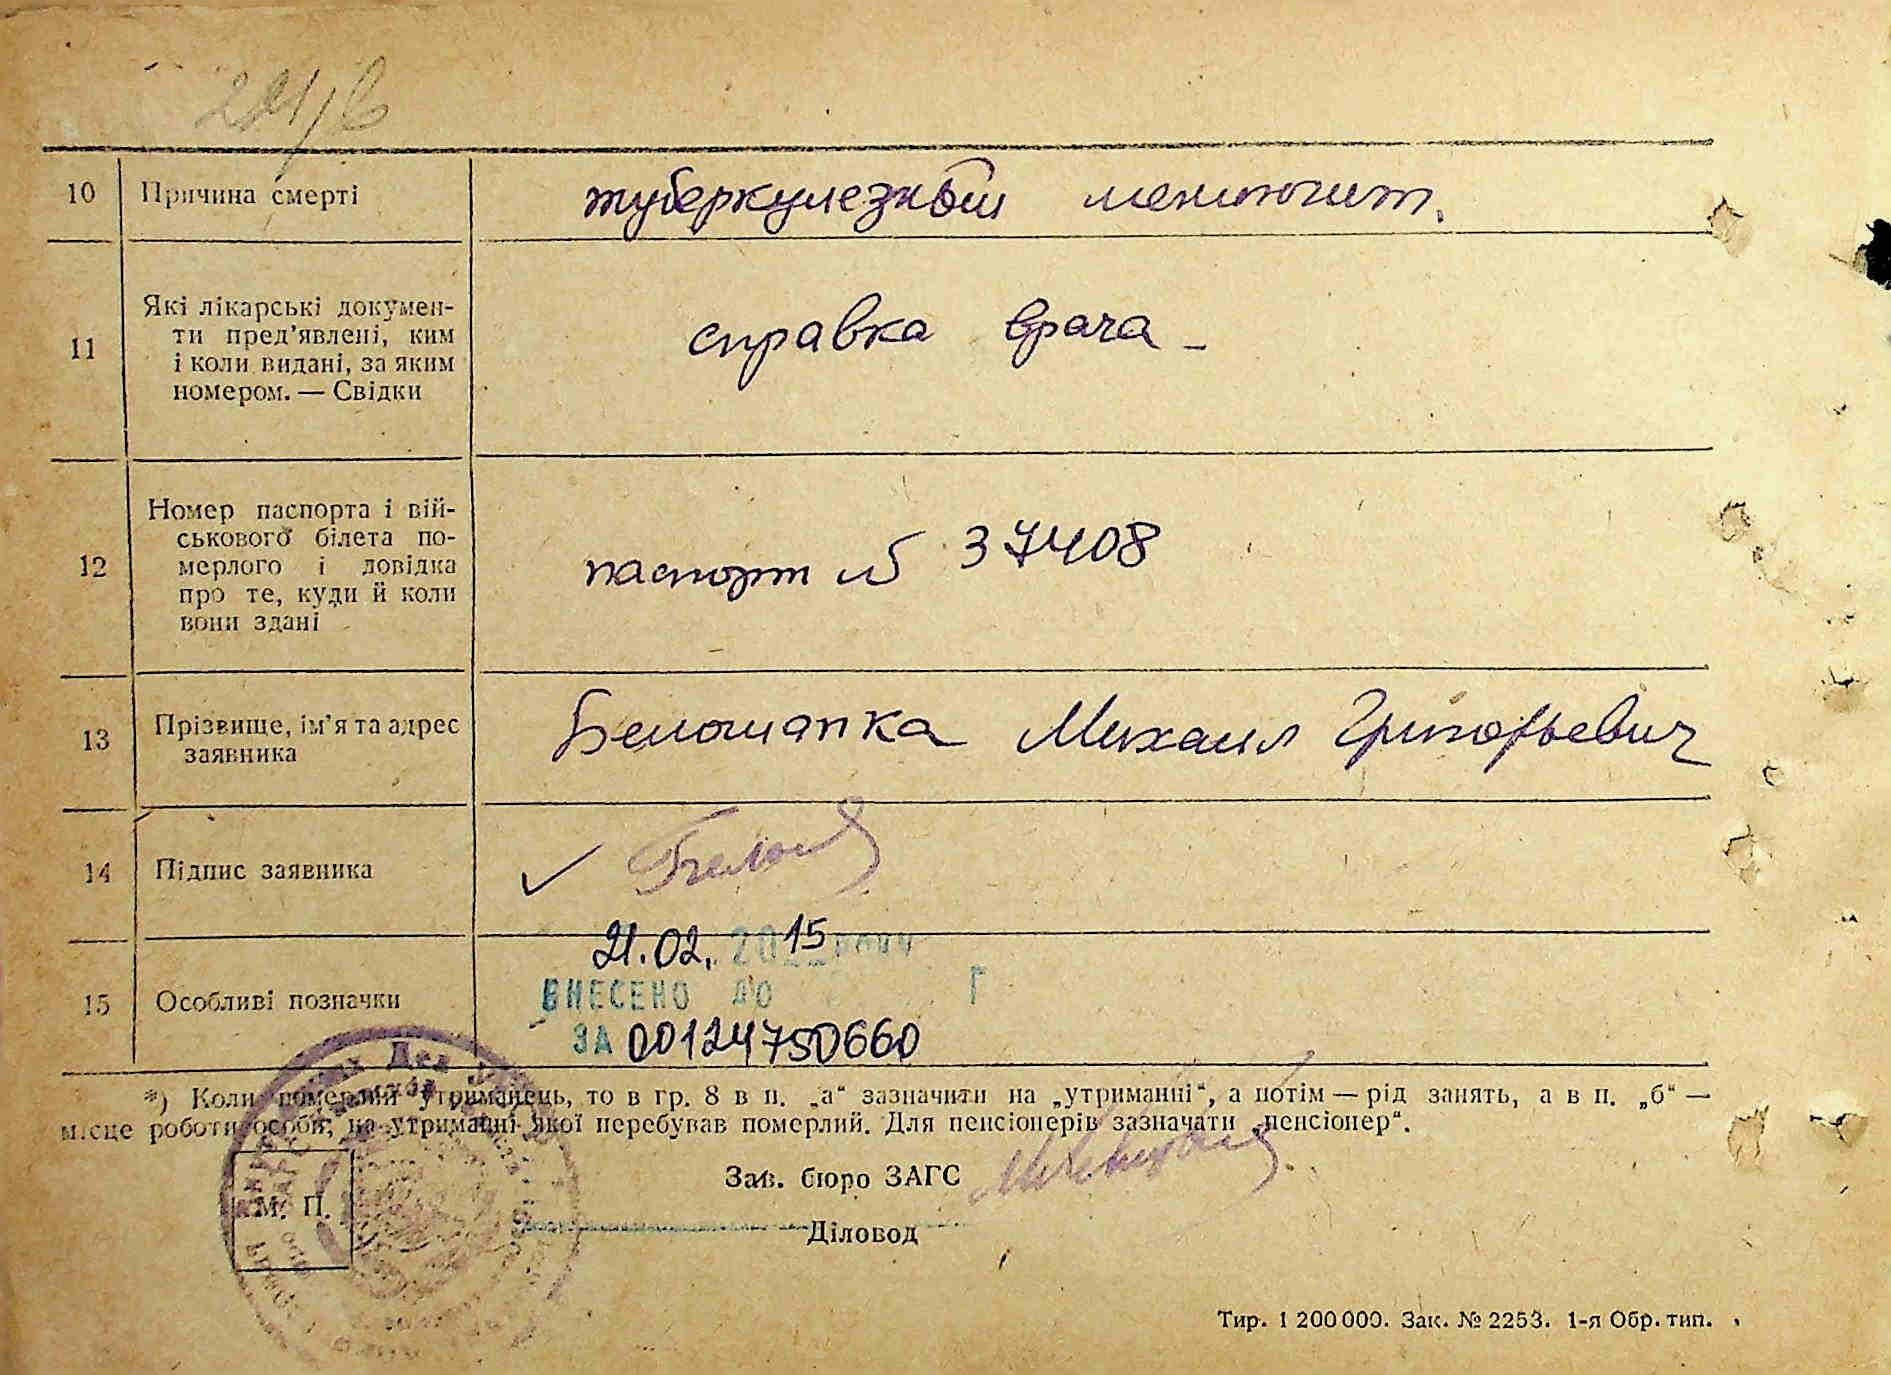 221/6
10 Причина смерті туберкулезный менингит.
11 Які лікарські докумен-
ти пред'явлені, ким
і коли видані, за яким
номером. — Свідки
справка врача -
12 Номер паспорта і вій-
ськового білета по-
мерлого і довідка
про те, куди й коли
вони здані
паспорт № 37408
13 Прізвище, ім'я та адрес
заявника
Белошапка Михаил Григорьевич
14 Підпис заявника
21.02. 2015 року
15 Особливі позначки
ВНЕСЕНО ДО Г
ЗА 00124750660
*) Коли померлий утриманець, то в гр. 8 в п. „а“ зазначити на „утриманні“, а потім — рід занять, а в п. „б“ —
місце роботи особи, на утриманні якої перебував померлий. Для пенсіонерів зазначати „пенсіонер“.
М. П.
Зав. бюро ЗАГС
Діловод
Тир. 1 200 000. Зак. № 2253. 1-я Обр. тип.